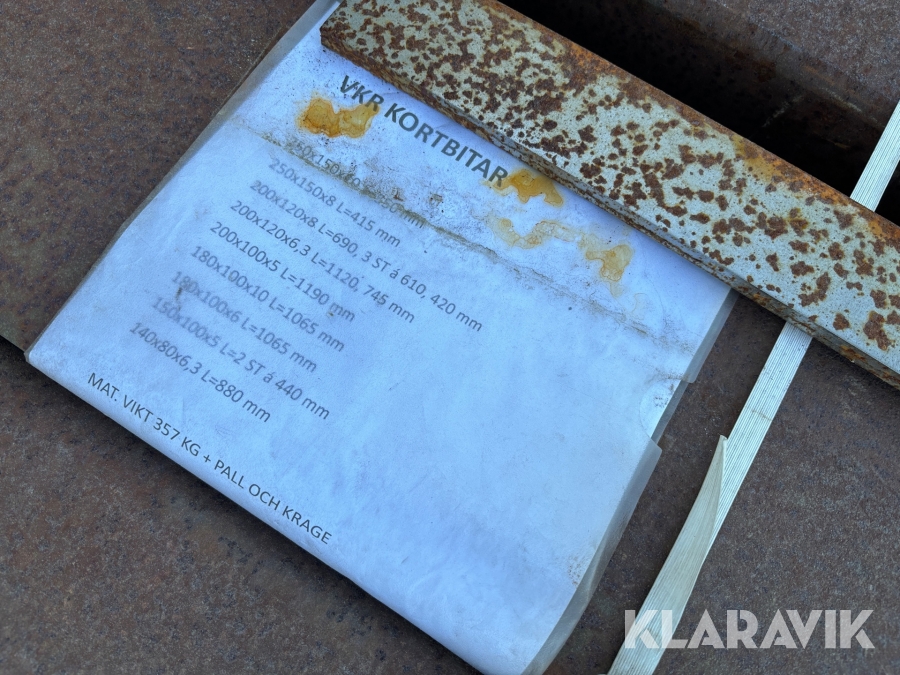 VKR KORTBITAR
250x150x10 mm
250x150x8 L=415 mm
200x120x8 L=690, 3 ST á 610, 420 mm
200x120x6,3 L=1120, 745 mm
200x100x5 L=1190 mm
180x100x10 L=1065 mm
180x100x6 L=1065 mm
150x100x5 L=2 ST á 440 mm
140x80x6,3 L=880 mm
MAT. VIKT 357 KG + PALL OCH KRAGE
KLARAVIK